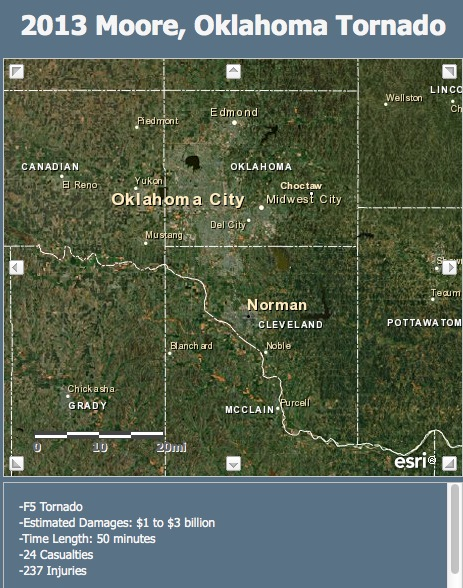 2013 Moore, Oklahoma Tornado
LINCO
Wellston
Ch
Edmond
Piedmont
CANADIAN
OKLAHOMA
El Reno
Yukon
Choctaw
Oklahoma City
Midwest City
Del City
Mustang
Shawn
Tecum
Norman
CLEVELAND
POTTAWATOM
Blanchard
Noble
Chickasha
GRADY
MCCLAIN
Purcell
0 10 20mi
esri®
-F5 Tornado
-Estimated Damages: $1 to $3 billion
-Time Length: 50 minutes
-24 Casualties
-237 Injuries